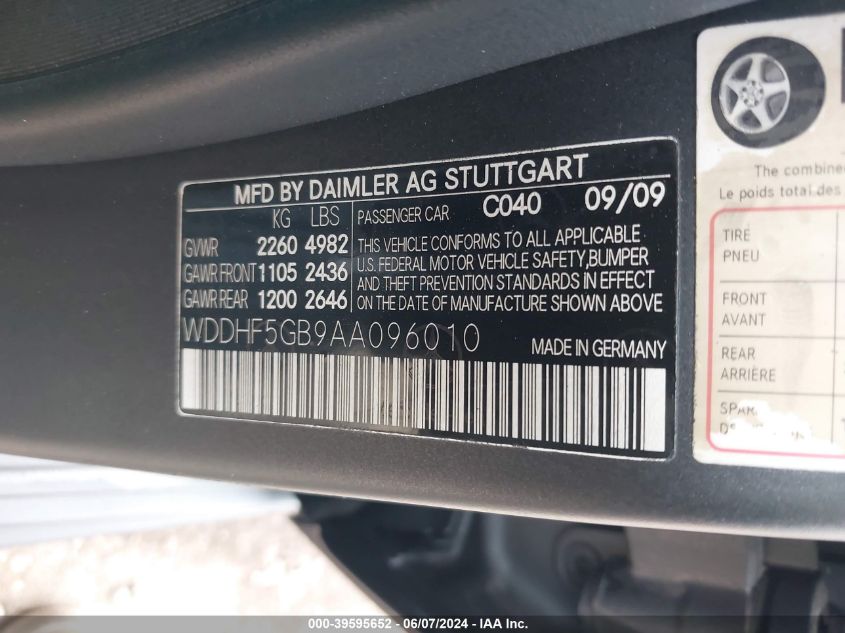 MFD BY DAIMLER AG STUTTGART
KG LBS PASSENGER CAR C040 09/09
GVWR 2260 4982
GAWR FRONT 1105 2436
GAWR REAR 1200 2646
THIS VEHICLE CONFORMS TO ALL APPLICABLE
U.S. FEDERAL MOTOR VEHICLE SAFETY,BUMPER
AND THEFT PREVENTION STANDARDS IN EFFECT
ON THE DATE OF MANUFACTURE SHOWN ABOVE
WDDHF5GB9AA096010 MADE IN GERMANY
The combined
Le poids total des
TIRE
PNEU
FRONT
AVANT
REAR
ARRIÈRE
000-39595652 / 06/07/2024 - IAA Inc.